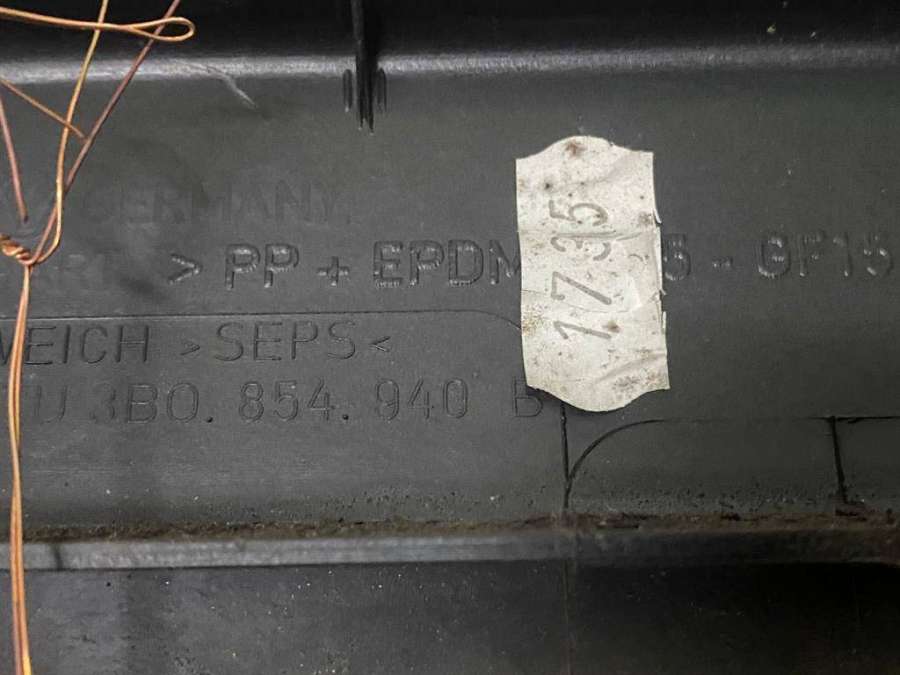 GERMANY
> PP + EPDM 5 - GF15
WEICH >SEPS<
U 3B0. 854. 940 B
1735